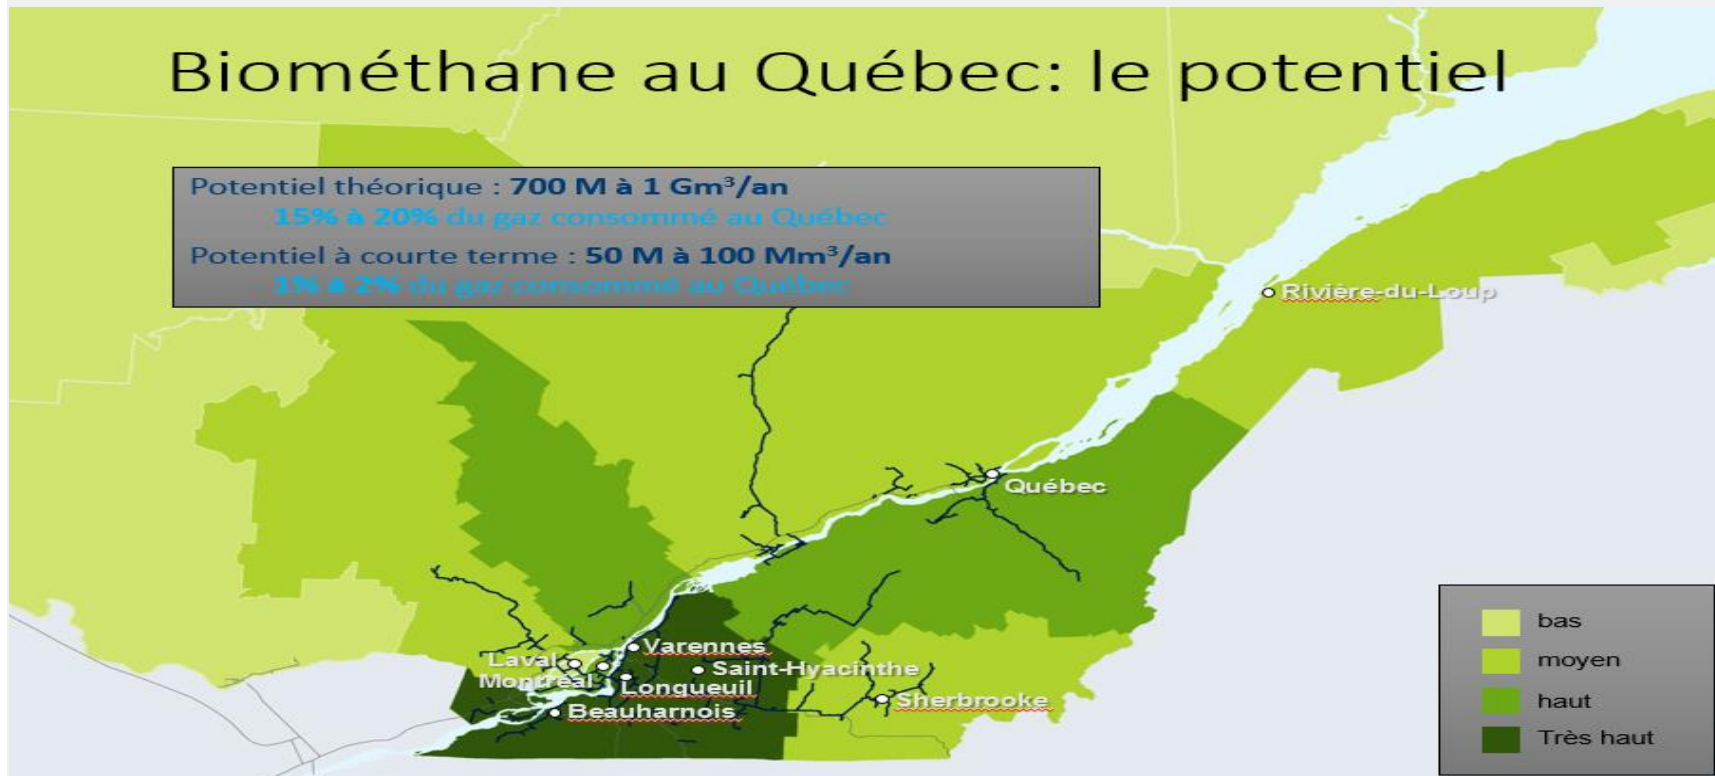 Biométhane au Québec: le potentiel
Potentiel théorique : 700 M à 1 Gm³/an
15% à 20% du gaz consommé au Québec
Potentiel à courte terme : 50 M à 100 Mm³/an
1% à 2% du gaz consommé au Québec
Rivière-du-Loup
Québec
Varennes
Laval
Saint-Hyacinthe
Montréal
Longueuil
Sherbrooke
Beauharnois
bas
moyen
haut
Très haut